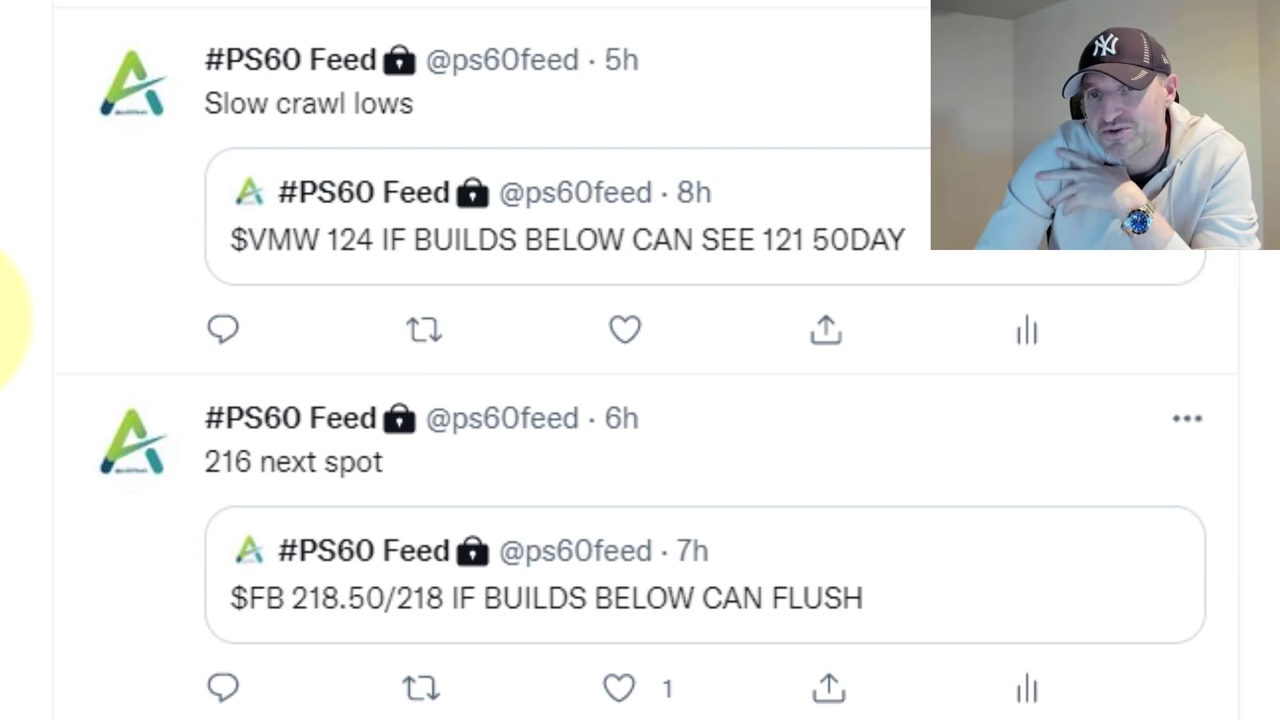 #PS60 Feed @ps60feed · 5h
Slow crawl lows
#PS60 Feed @ps60feed · 8h
$VMW 124 IF BUILDS BELOW CAN SEE 121 50DAY
#PS60 Feed @ps60feed · 6h
216 next spot
#PS60 Feed @ps60feed · 7h
$FB 218.50/218 IF BUILDS BELOW CAN FLUSH
1
NY